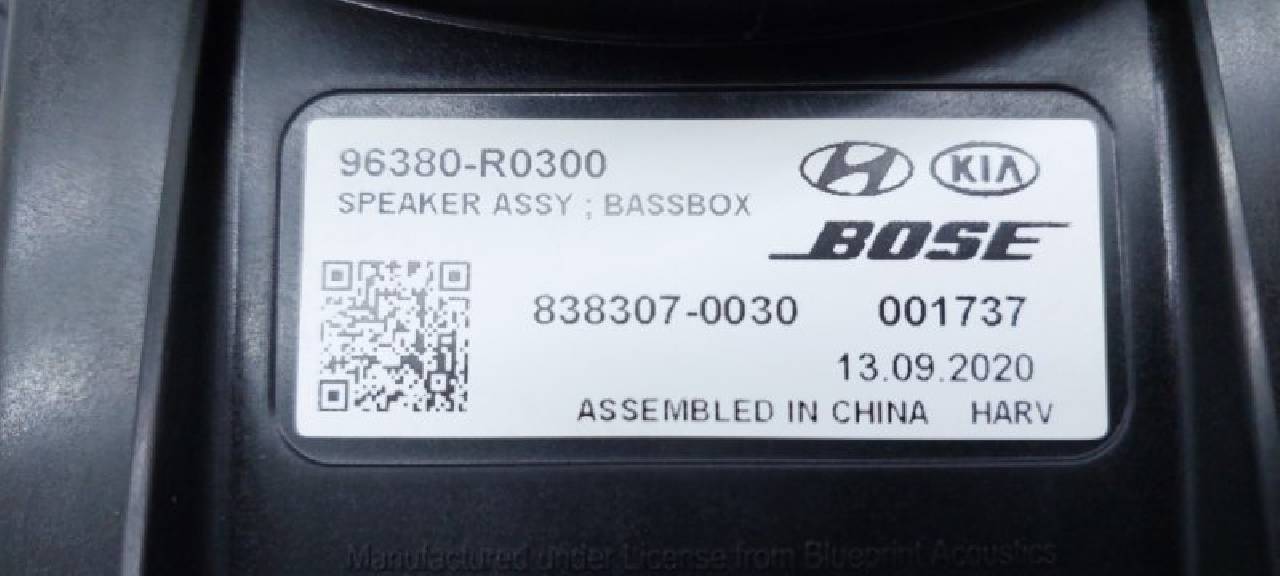 96380-R0300
SPEAKER ASSY ; BASSBOX
KIA
BOSE
838307-0030 001737
13.09.2020
ASSEMBLED IN CHINA HARV
Manufactured under License from Blueprint Acoustics